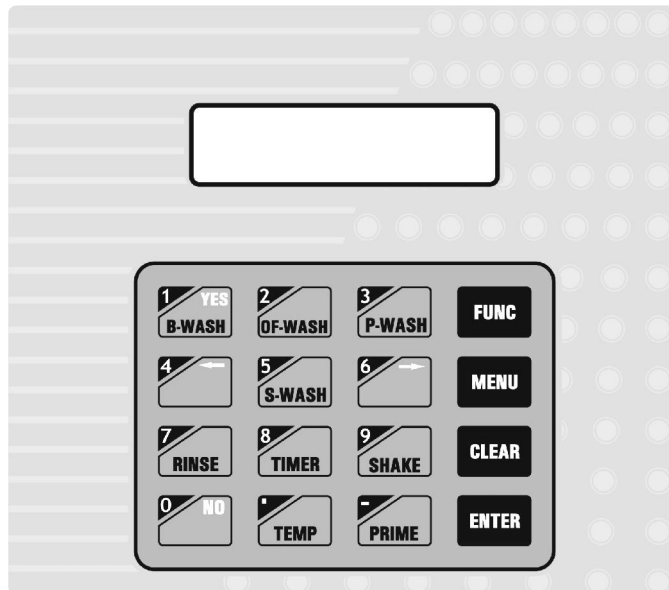 1 YES 2 3 FUNC
B-WASH OF-WASH P-WASH
4 ← 5 6 → MENU
S-WASH
7 8 9 CLEAR
RINSE TIMER SHAKE
0 NO . - ENTER
TEMP PRIME